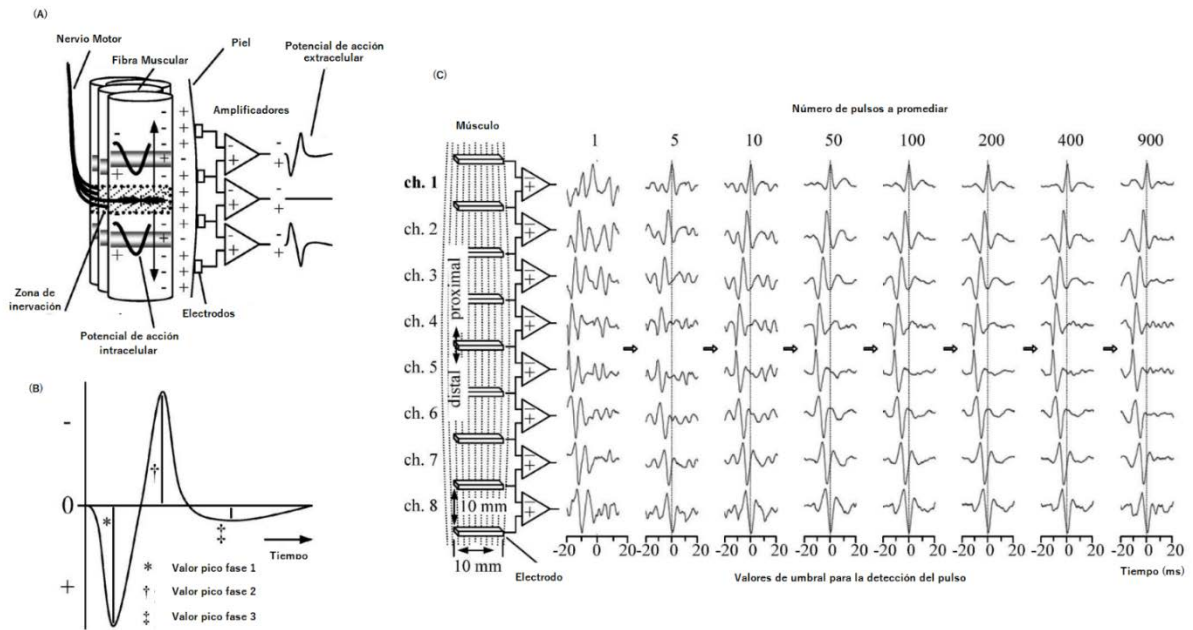 (A)
Nervio Motor
Fibra Muscular
Piel
Potencial de acción
extracelular
Amplificadores
Zona de
inervación
Electrodos
Potencial de acción
intracelular
(B)
-
0
+
Tiempo
* Valor pico fase 1
† Valor pico fase 2
‡ Valor pico fase 3
(C)
Número de pulsos a promediar
Músculo
1 5 10 50 100 200 400 900
ch. 1
ch. 2
ch. 3
ch. 4
ch. 5
ch. 6
ch. 7
ch. 8
proximal
distal
10 mm
10 mm
Electrodo
-20 0 20 -20 0 20 -20 0 20 -20 0 20 -20 0 20 -20 0 20 -20 0 20 -20 0 20
Valores de umbral para la detección del pulso
Tiempo (ms)